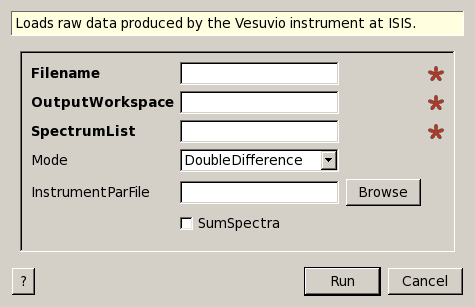 Loads raw data produced by the Vesuvio instrument at ISIS.
Filename
OutputWorkspace
SpectrumList
Mode DoubleDifference
InstrumentParFile Browse
SumSpectra
? Run Cancel